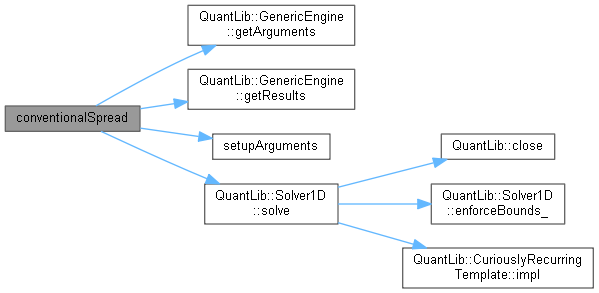 conventionalSpread
QuantLib::GenericEngine
::getArguments
QuantLib::GenericEngine
::getResults
setupArguments
QuantLib::Solver1D
::solve
QuantLib::close
QuantLib::Solver1D
::enforceBounds_
QuantLib::CuriouslyRecurring
Template::impl